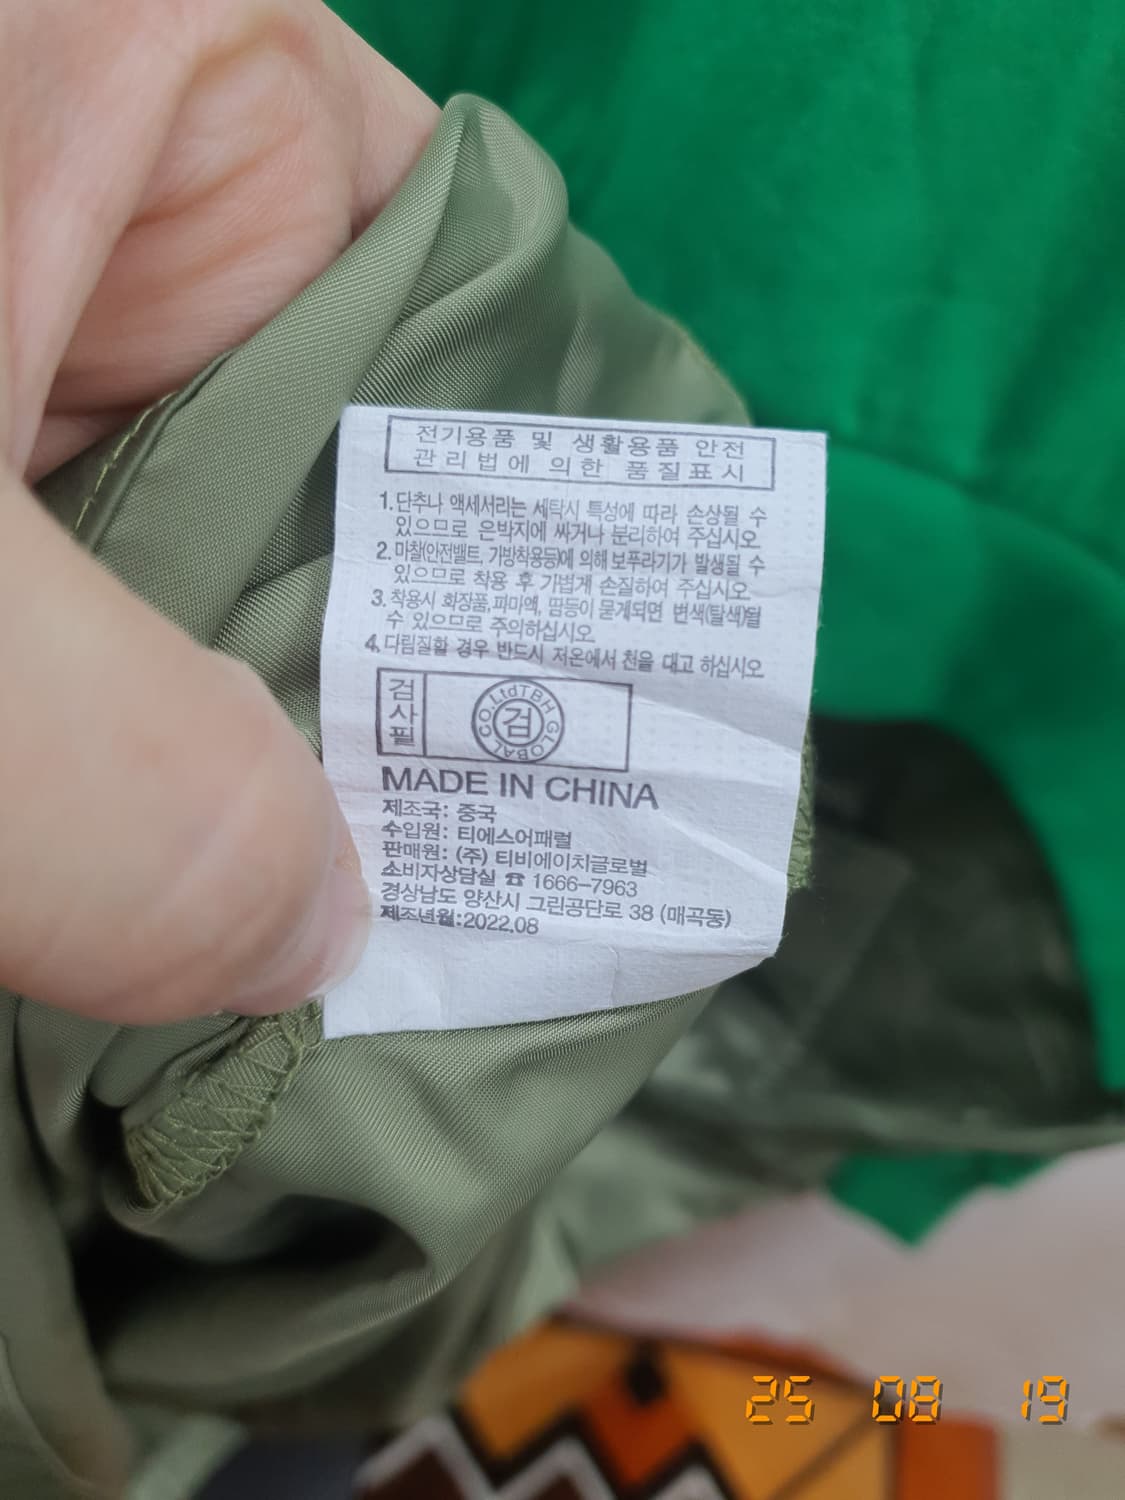 전기용품 및 생활용품 안전
관리법에 의한 품질표시
1.단추나 액세서리는 세탁시 특성에 따라 손상될 수
있으므로 은박지에 싸거나 분리하여 주십시오
2.마찰(안전밸트, 가방착용등)에 의해 보푸라기가 발생될 수
있으므로 착용 후 가볍게 손질하여 주십시오
3.착용시 화장품,파마액, 땀등이 묻게되면 변색(탈색)될
수 있으므로 주의하십시오
4.다림질할 경우 반드시 저온에서 천을 대고 하십시오
검사필
CO.Ltd TBH GLOBAL
검
MADE IN CHINA
제조국: 중국
수입원: 티에스어패럴
판매원: (주) 티비에이치글로벌
소비자상담실 ☎ 1666-7963
경상남도 양산시 그린공단로 38 (매곡동)
제조년월:2022.08
25 08 19